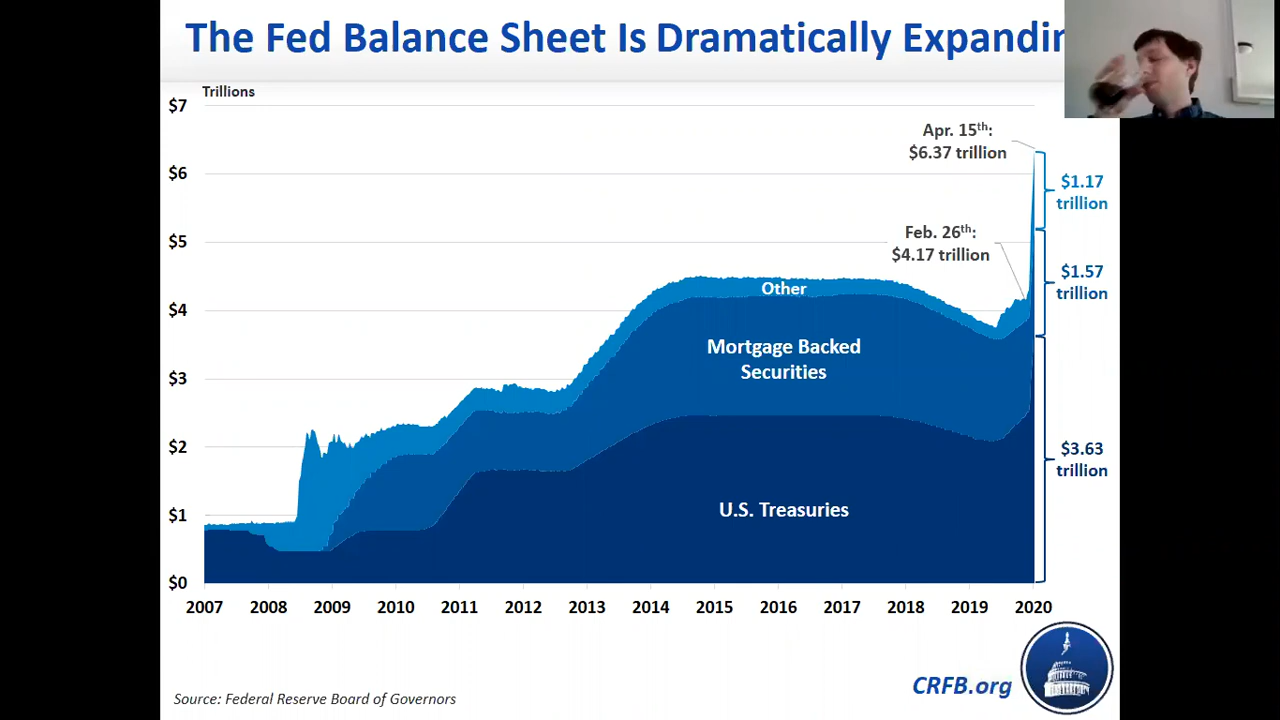 The Fed Balance Sheet Is Dramatically Expandin
Trillions
$7
$6
$5
$4
$3
$2
$1
$0
Apr. 15th:
$6.37 trillion
Feb. 26th:
$4.17 trillion
$1.17
trillion
$1.57
trillion
$3.63
trillion
Other
Mortgage Backed
Securities
U.S. Treasuries
2007 2008 2009 2010 2011 2012 2013 2014 2015 2016 2017 2018 2019 2020
Source: Federal Reserve Board of Governors
CRFB.org